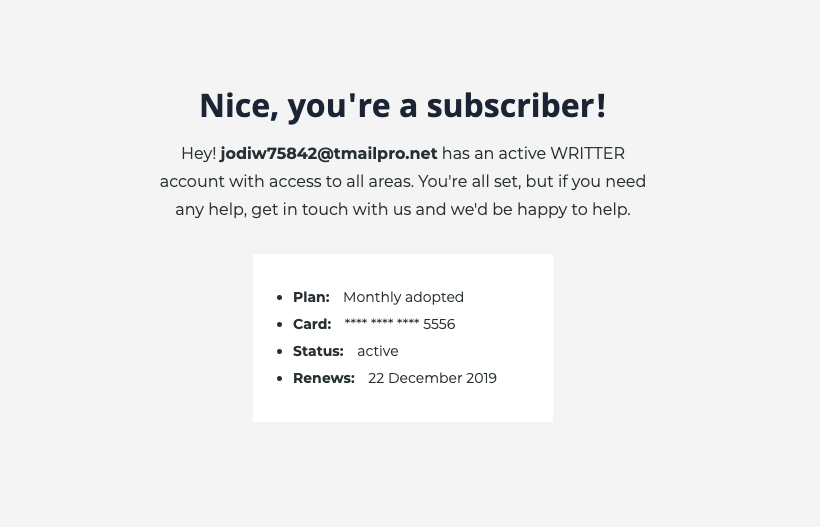 Nice, you're a subscriber!
Hey! jodiw75842@tmailpro.net has an active WRITTER
account with access to all areas. You're all set, but if you need
any help, get in touch with us and we'd be happy to help.
• Plan: Monthly adopted
• Card: **** **** **** 5556
• Status: active
• Renews: 22 December 2019